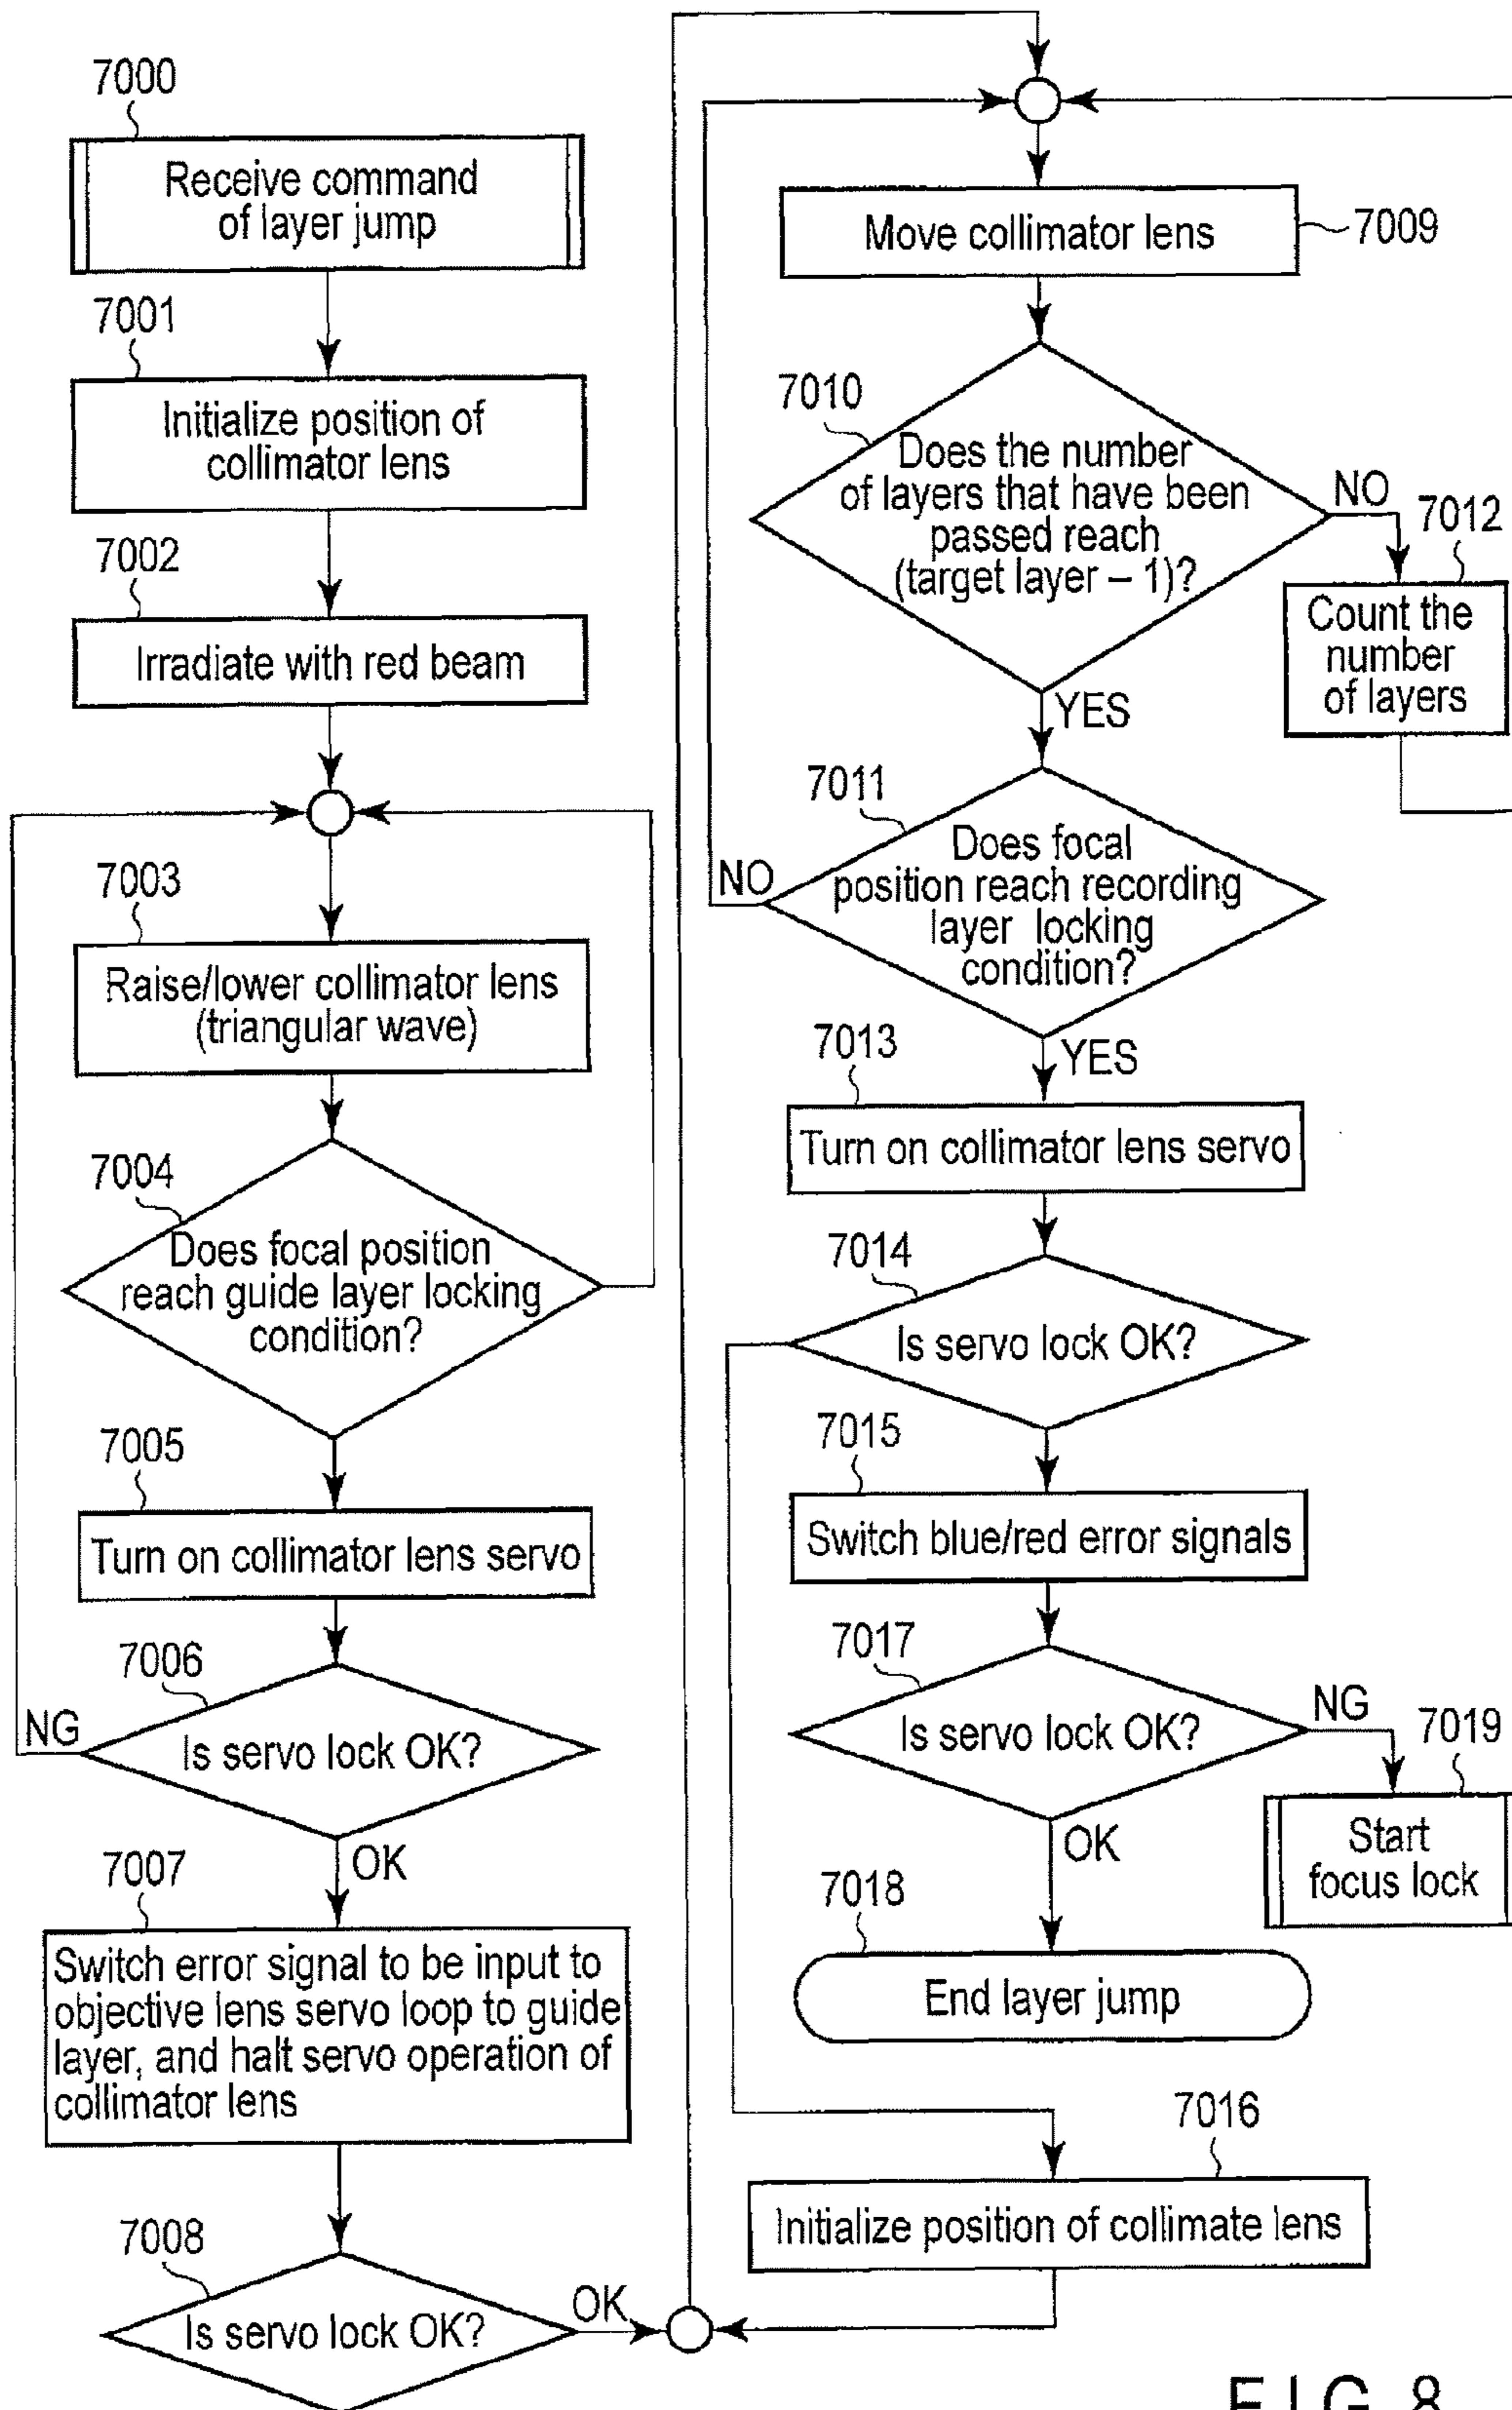 7000
Receive command
of layer jump
7001
Initialize position of
collimator lens
7002
Irradiate with red beam
7003
Raise/lower collimator lens
(triangular wave)
7004
Does focal position
reach guide layer locking
condition?
7005
Turn on collimator lens servo
7006
NG
Is servo lock OK?
OK
7007
Switch error signal to be input to
objective lens servo loop to guide
layer, and halt servo operation of
collimator lens
7008
Is servo lock OK?
OK
Move collimator lens
7009
7010
Does the number
of layers that have been
passed reach
(target layer – 1)?
NO
7012
Count the
number
of layers
YES
7011
Does focal
position reach recording
layer locking
condition?
NO
YES
7013
Turn on collimator lens servo
7014
Is servo lock OK?
7015
Switch blue/red error signals
7017
Is servo lock OK?
NG
7019
Start
focus lock
OK
7018
End layer jump
7016
Initialize position of collimate lens
FIG. 8